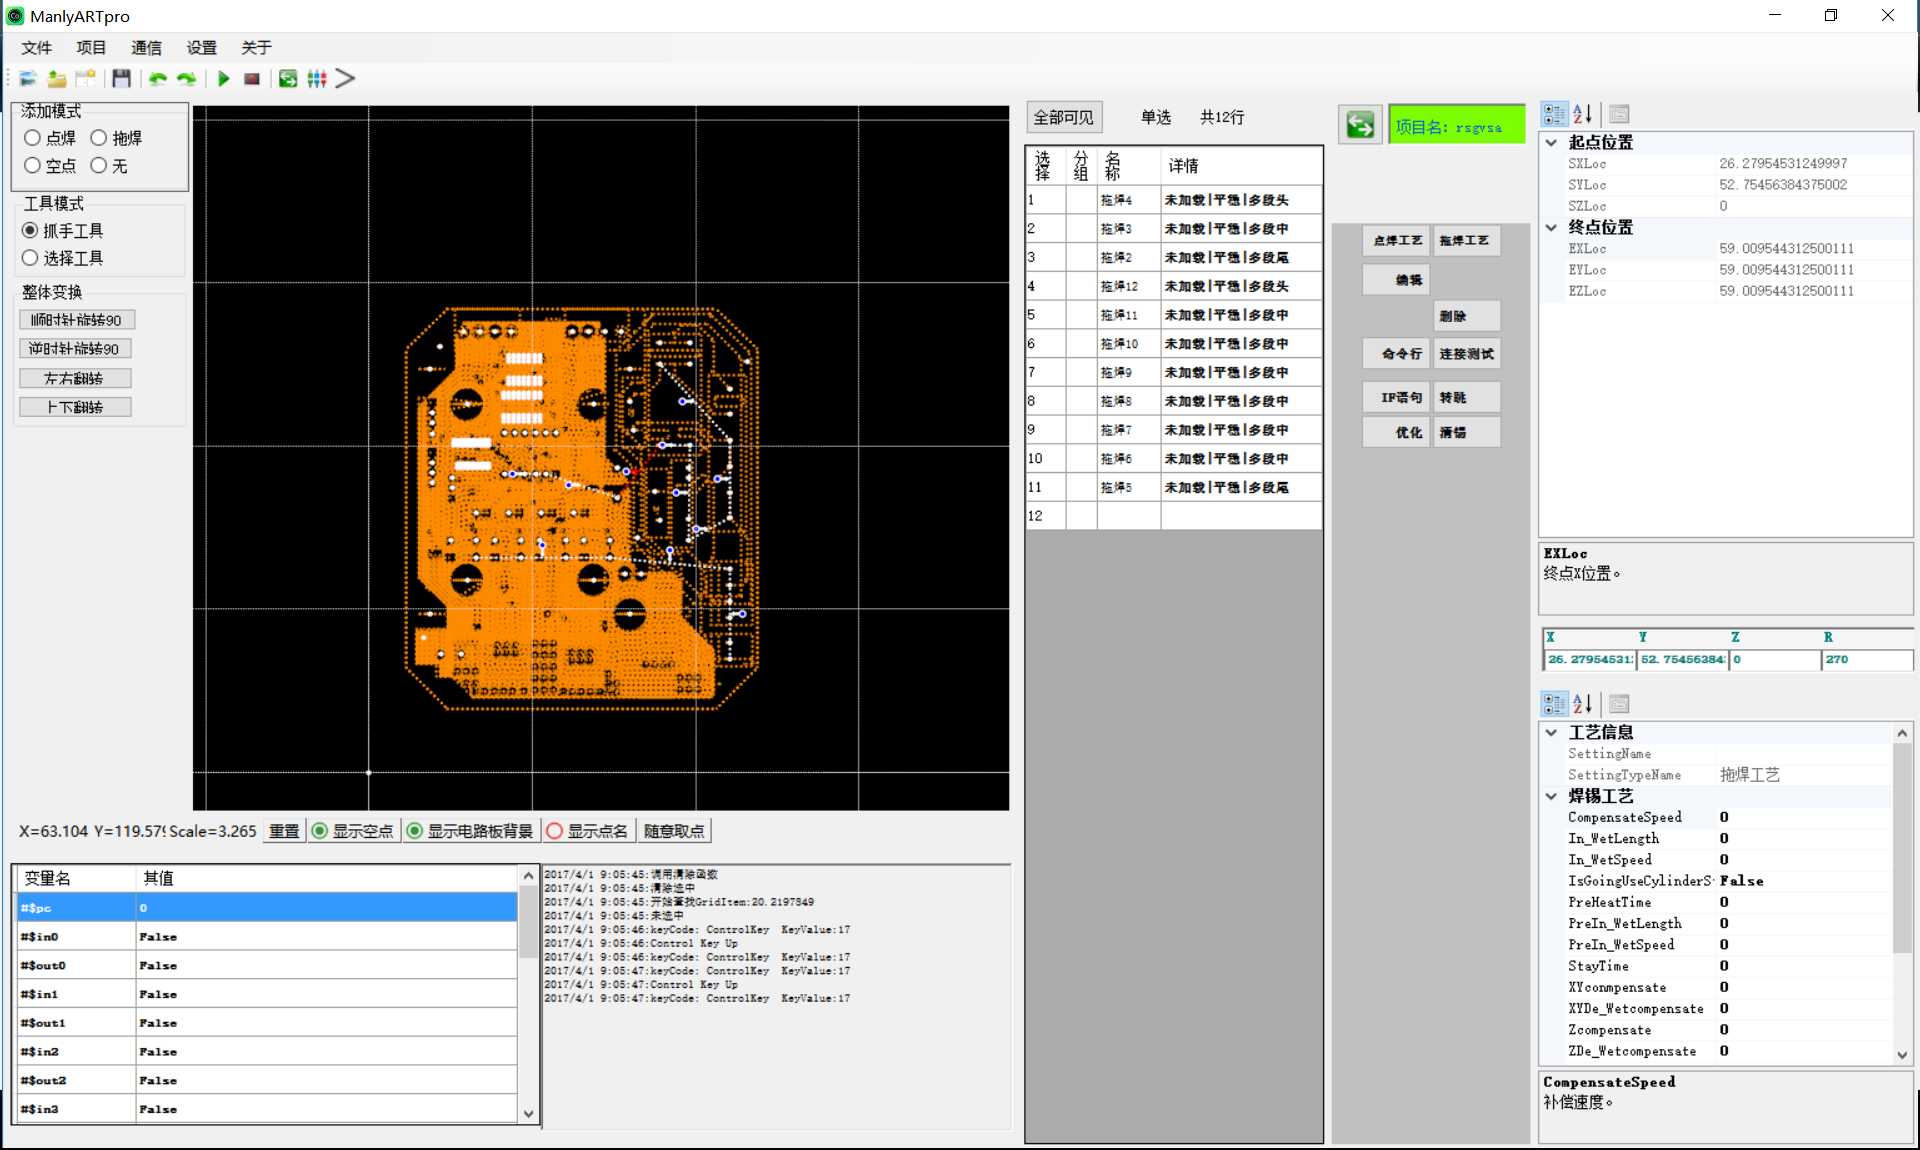 ManlyARTpro
文件 项目 通信 设置 关于
添加模式
点焊 拖焊
空点 无
工具模式
抓手工具
选择工具
整体变换
顺时针旋转90
逆时针旋转90
左右翻转
上下翻转
X=63.104 Y=119.579 Scale=3.265 重置 显示空点 显示电路板背景 显示点名 随意取点
变量名 其值
#$pc 0
#$in0 False
#$out0 False
#$in1 False
#$out1 False
#$in2 False
#$out2 False
#$in3 False
2017/4/1 9:05:45:调用清除函数
2017/4/1 9:05:45:清除选中
2017/4/1 9:05:45:开始查找GridItem:20.2197849
2017/4/1 9:05:45:未选中
2017/4/1 9:05:46:keyCode: ControlKey KeyValue:17
2017/4/1 9:05:46:Control Key Up
2017/4/1 9:05:46:keyCode: ControlKey KeyValue:17
2017/4/1 9:05:47:keyCode: ControlKey KeyValue:17
2017/4/1 9:05:47:Control Key Up
2017/4/1 9:05:47:keyCode: ControlKey KeyValue:17
全部可见 单选 共12行
选择 分组 名称 详情
1 拖焊4 未加载|平稳|多段头
2 拖焊3 未加载|平稳|多段中
3 拖焊2 未加载|平稳|多段尾
4 拖焊12 未加载|平稳|多段头
5 拖焊11 未加载|平稳|多段中
6 拖焊10 未加载|平稳|多段中
7 拖焊9 未加载|平稳|多段中
8 拖焊8 未加载|平稳|多段中
9 拖焊7 未加载|平稳|多段中
10 拖焊6 未加载|平稳|多段中
11 拖焊5 未加载|平稳|多段尾
12
项目名: rsgvsa
点焊工艺 拖焊工艺
编辑
删除
命令行 连接测试
IF语句 转跳
优化 清锡
起点位置
SXLoc 26.27954531249997
SYLoc 52.75456384375002
SZLoc 0
终点位置
EXLoc 59.009544312500111
EYLoc 59.009544312500111
EZLoc 59.009544312500111
EXLoc
终点X位置。
X Y Z R
26.27954531 52.75456384 0 270
工艺信息
SettingName
SettingTypeName 拖焊工艺
焊锡工艺
CompensateSpeed 0
In_WetLength 0
In_WetSpeed 0
IsGoingUseCylinderS False
PreHeatTime 0
PreIn_WetLength 0
PreIn_WetSpeed 0
StayTime 0
XYconmpensate 0
XYDe_Wetcompensate 0
Zcompensate 0
ZDe_Wetcompensate 0
CompensateSpeed
补偿速度。